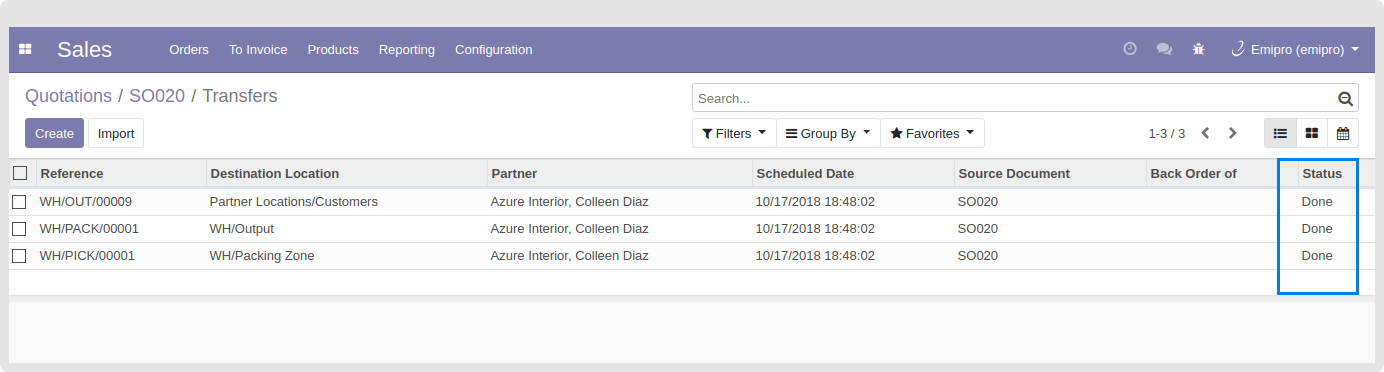 Sales Orders To Invoice Products Reporting Configuration Emipro (emipro)
Quotations / SO020 / Transfers Search...
Create Import Filters Group By Favorites 1-3 / 3
Reference Destination Location Partner Scheduled Date Source Document Back Order of Status
WH/OUT/00009 Partner Locations/Customers Azure Interior, Colleen Diaz 10/17/2018 18:48:02 SO020 Done
WH/PACK/00001 WH/Output Azure Interior, Colleen Diaz 10/17/2018 18:48:02 SO020 Done
WH/PICK/00001 WH/Packing Zone Azure Interior, Colleen Diaz 10/17/2018 18:48:02 SO020 Done